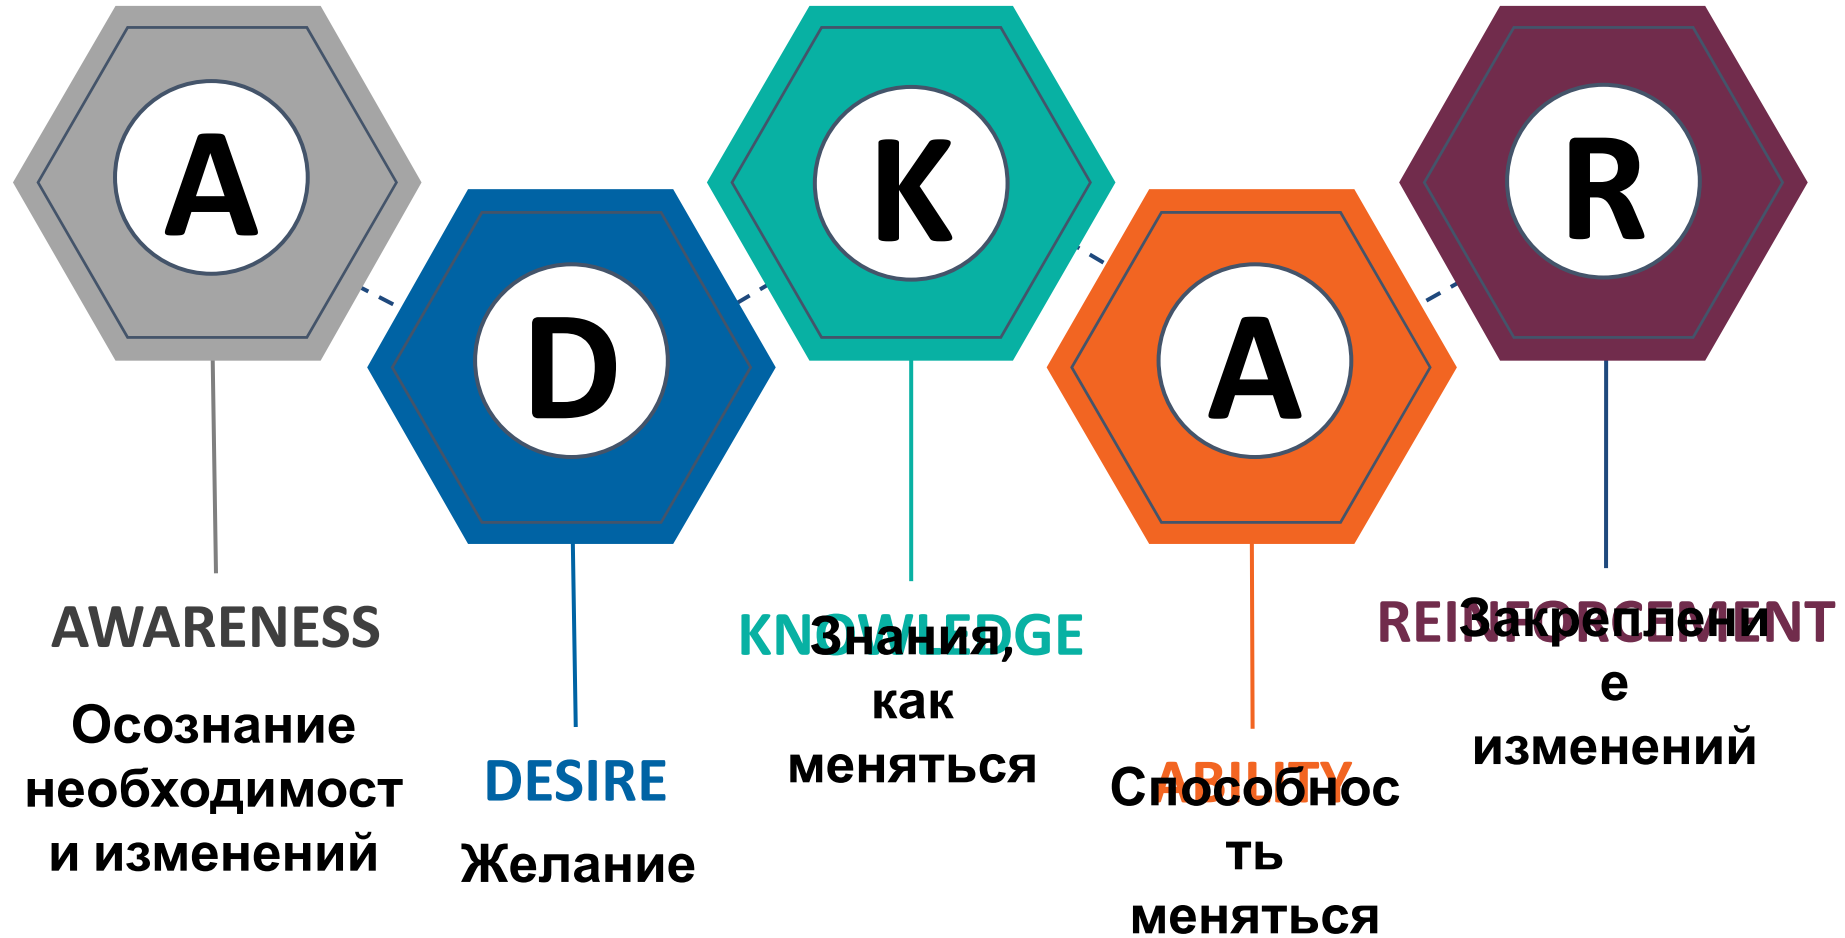 A
D
K
A
R
AWARENESS
Осознание
необходимост
и изменений
DESIRE
Желание
KNOWLEDGE
Знания,
как
меняться
ABILITY
Способнос
ть
меняться
REINFORCEMENT
Закреплени
е
изменений